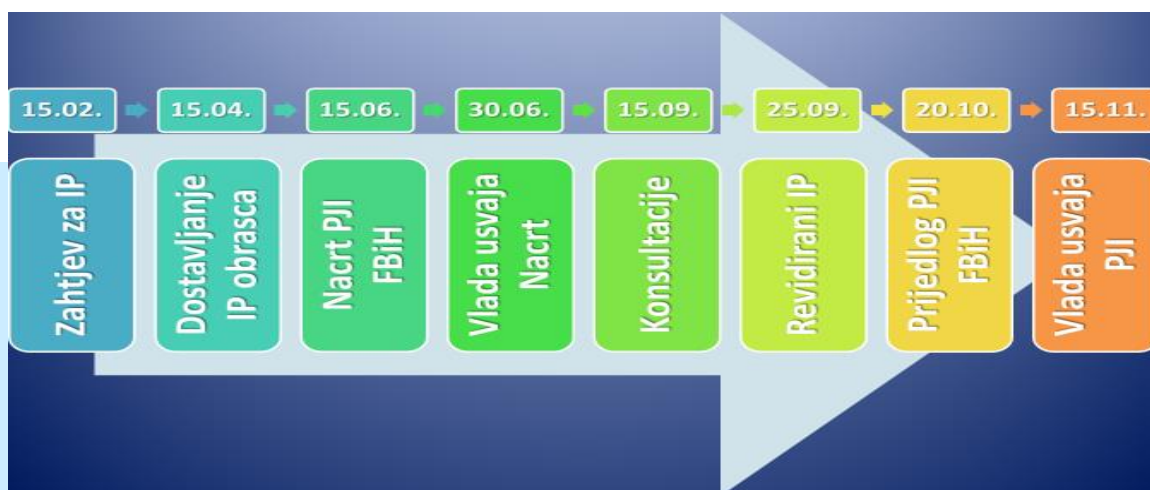 15.02.
15.04.
15.06.
30.06.
15.09.
25.09.
20.10.
15.11.
Zahtjev za IP
Dostavljanje
IP obrasca
Nacrt PJI
FBiH
Vlada usvaja
Nacrt
Konsultacije
Revidirani IP
Prijedlog PJI
FBiH
Vlada usvaja
PJI